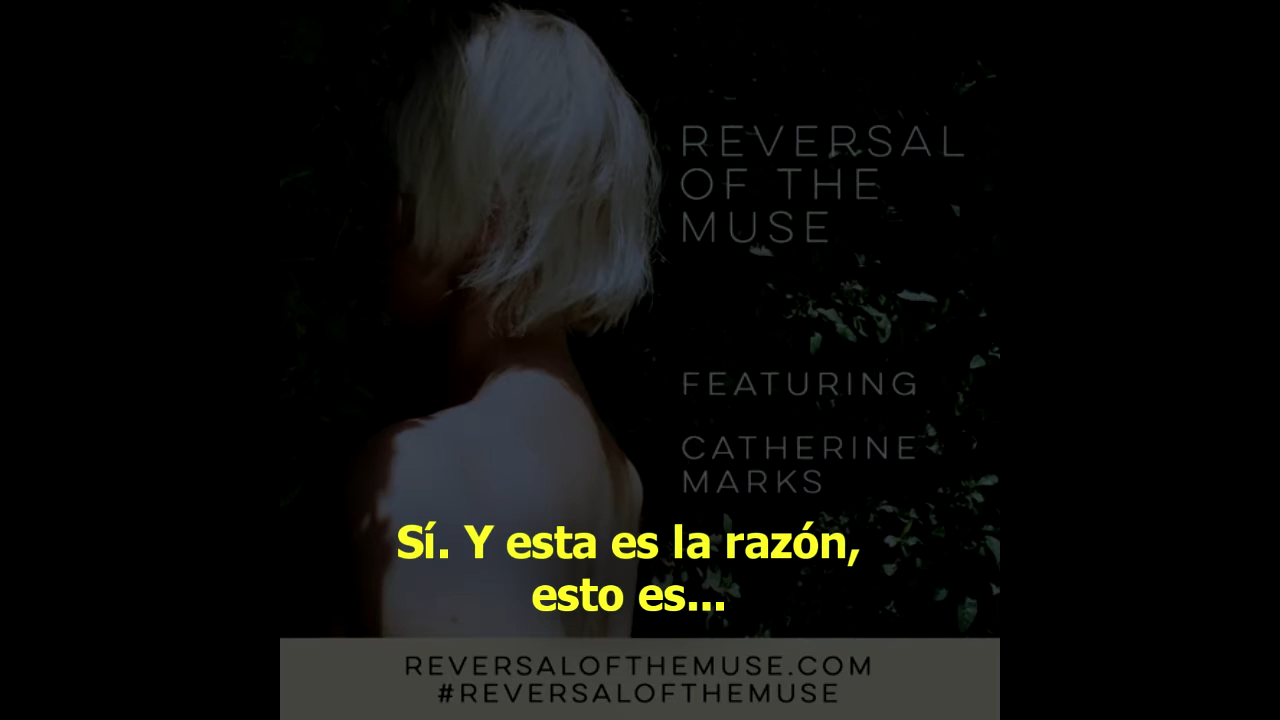 REVERSAL
OF THE
MUSE
FEATURING
CATHERINE
MARKS
Sí. Y esta es la razón,
esto es...
REVERSALOFTHEMUSE.COM
#REVERSALOFTHEMUSE